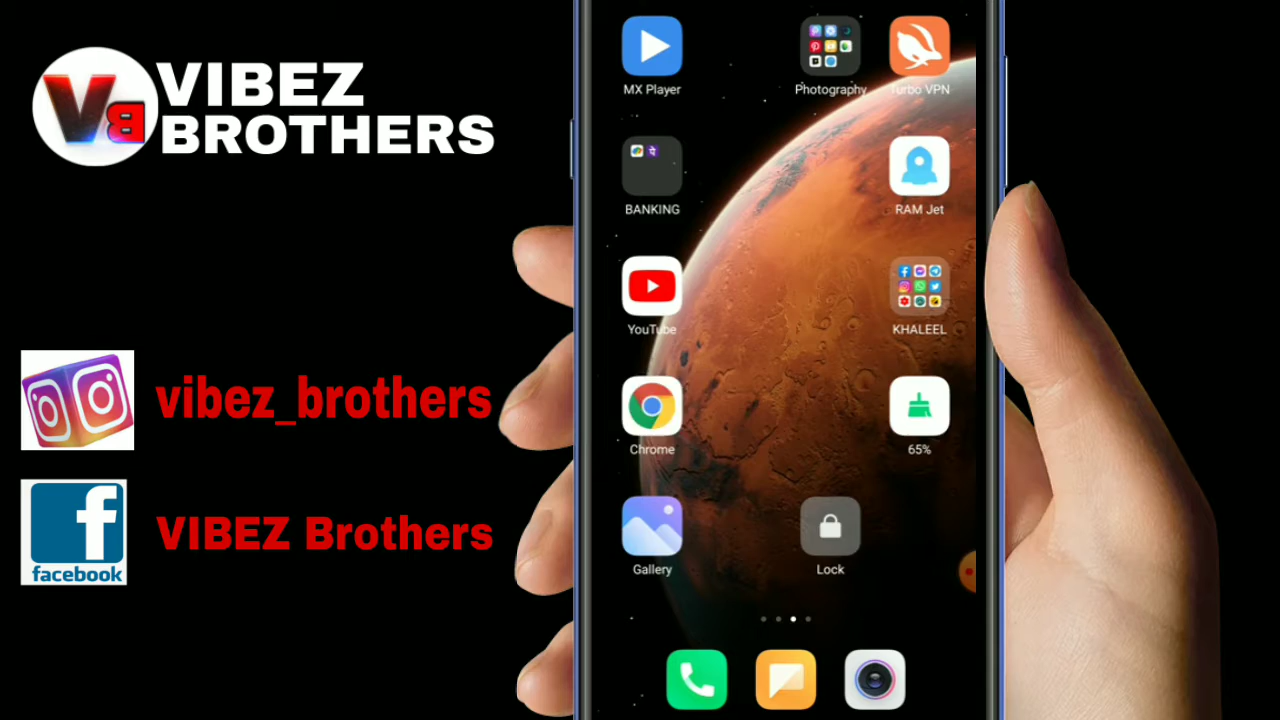 VIBEZ
BROTHERS
vibez_brothers
facebook
VIBEZ Brothers
MX Player
Photography
Turbo VPN
BANKING
RAM Jet
YouTube
KHALEEL
Chrome
65%
Gallery
Lock